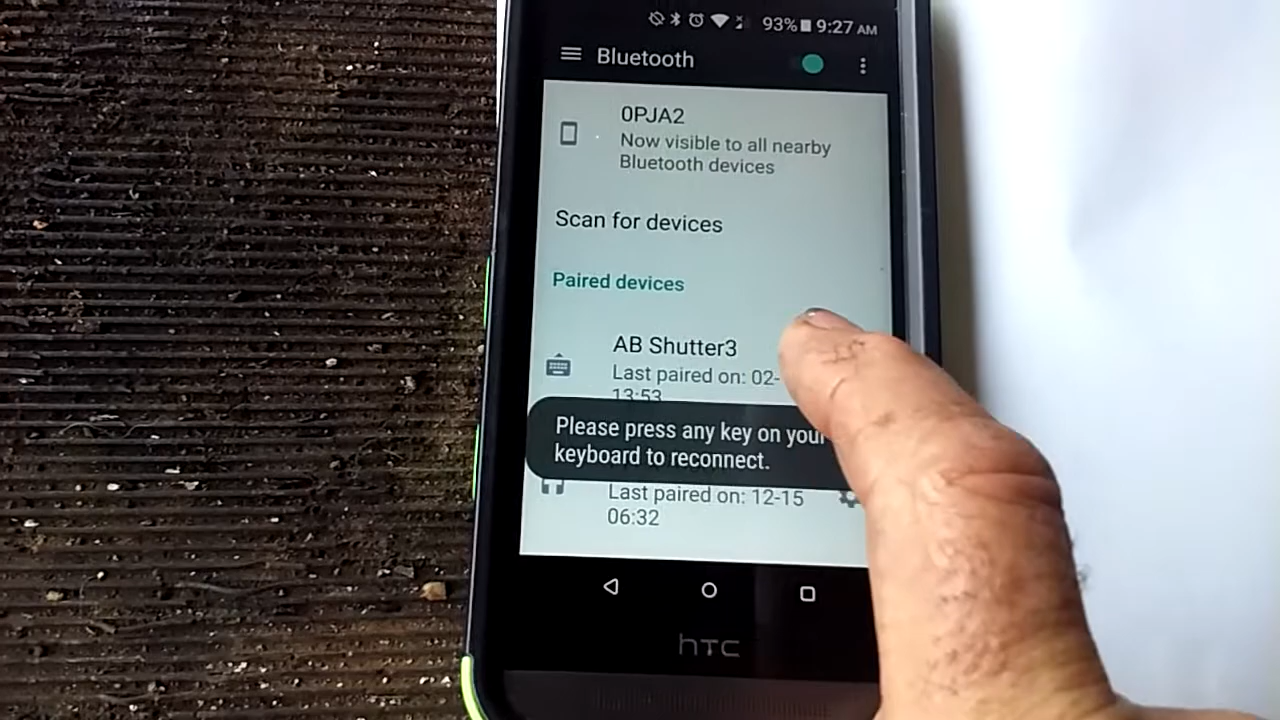 93% 9:27 AM
Bluetooth
0PJA2
Now visible to all nearby
Bluetooth devices
Scan for devices
Paired devices
AB Shutter3
Last paired on: 02-
13:53
Please press any key on your
keyboard to reconnect.
Last paired on: 12-15
06:32
hTC